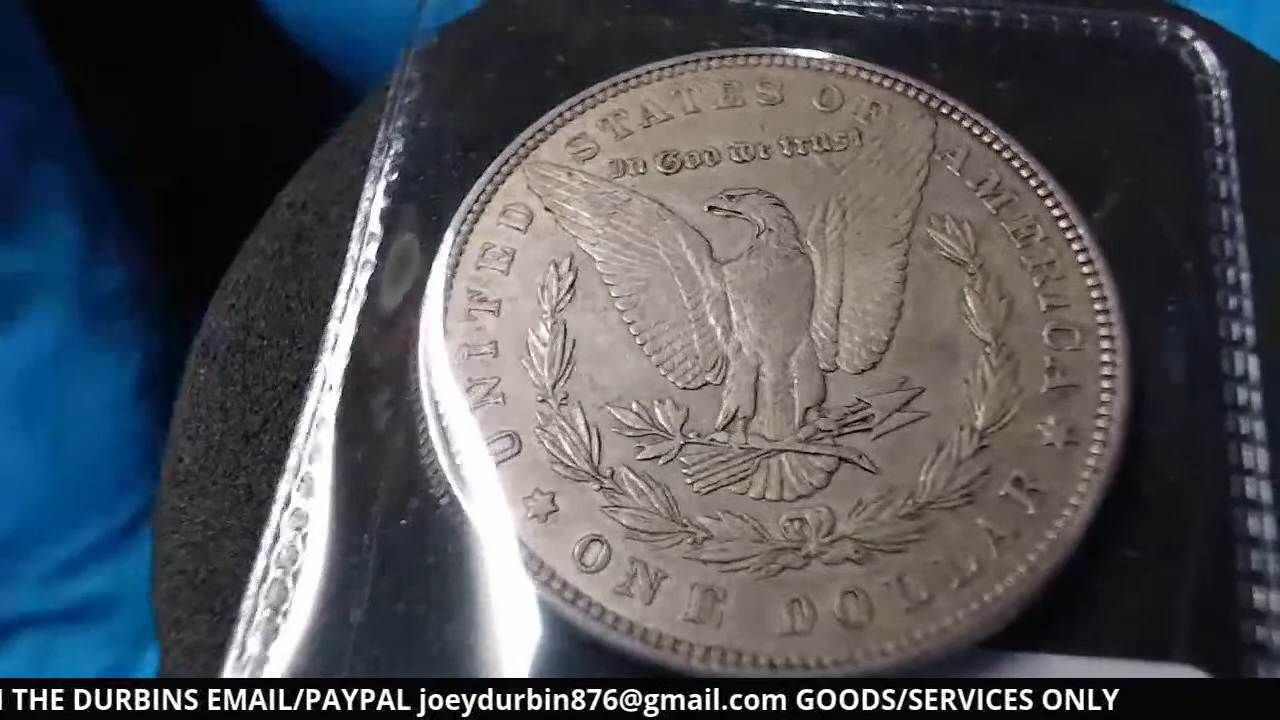 UNITED STATES OF AMERICA
In God we trust
ONE DOLLAR
THE DURBINS EMAIL/PAYPAL joeydurbin876@gmail.com GOODS/SERVICES ONLY